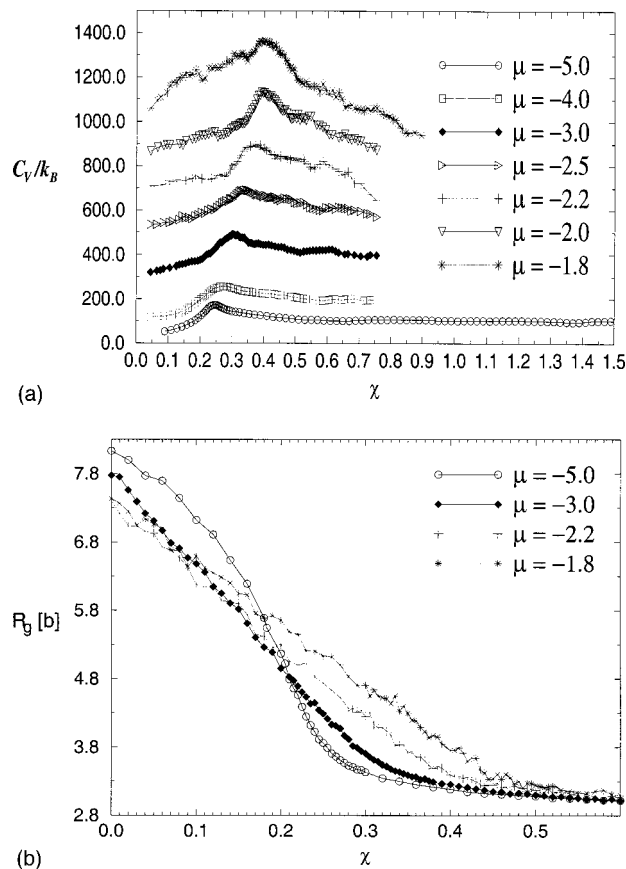 1400.0
1200.0
1000.0
C_V/k_B
800.0
600.0
400.0
200.0
0.0
μ = −5.0
μ = −4.0
μ = −3.0
μ = −2.5
μ = −2.2
μ = −2.0
μ = −1.8
0.0 0.1 0.2 0.3 0.4 0.5 0.6 0.7 0.8 0.9 1.0 1.1 1.2 1.3 1.4 1.5
(a)
χ
7.8
6.8
5.8
R_g [b]
4.8
3.8
2.8
μ = −5.0
μ = −3.0
μ = −2.2
μ = −1.8
0.0 0.1 0.2 0.3 0.4 0.5
(b)
χ